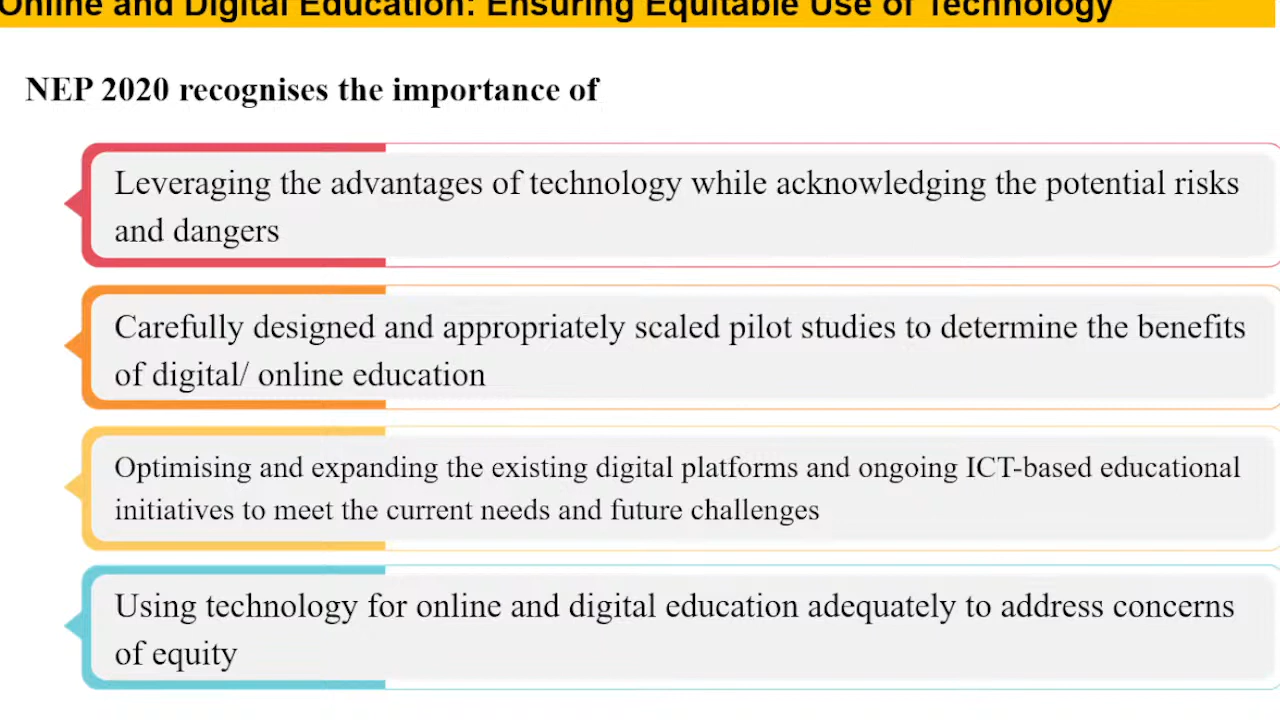 Online and Digital Education: Ensuring Equitable Use of Technology
NEP 2020 recognises the importance of
Leveraging the advantages of technology while acknowledging the potential risks
and dangers
Carefully designed and appropriately scaled pilot studies to determine the benefits
of digital/ online education
Optimising and expanding the existing digital platforms and ongoing ICT-based educational
initiatives to meet the current needs and future challenges
Using technology for online and digital education adequately to address concerns
of equity